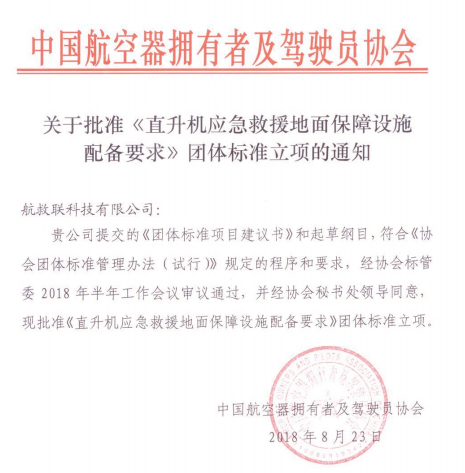 中国航空器拥有者及驾驶员协会
关于批准《直升机应急救援地面保障设施
配备要求》团体标准立项的通知
航救联科技有限公司：
贵公司提交的《团体标准项目建议书》和起草纲目，符合《协
会团体标准管理办法（试行）》规定的程序和要求，经协会标管
委 2018 年半年工作会议审议通过，并经协会秘书处领导同意，
现批准《直升机应急救援地面保障设施配备要求》团体标准立项。
中国航空器拥有者及驾驶员协会
2018 年 8 月 23 日